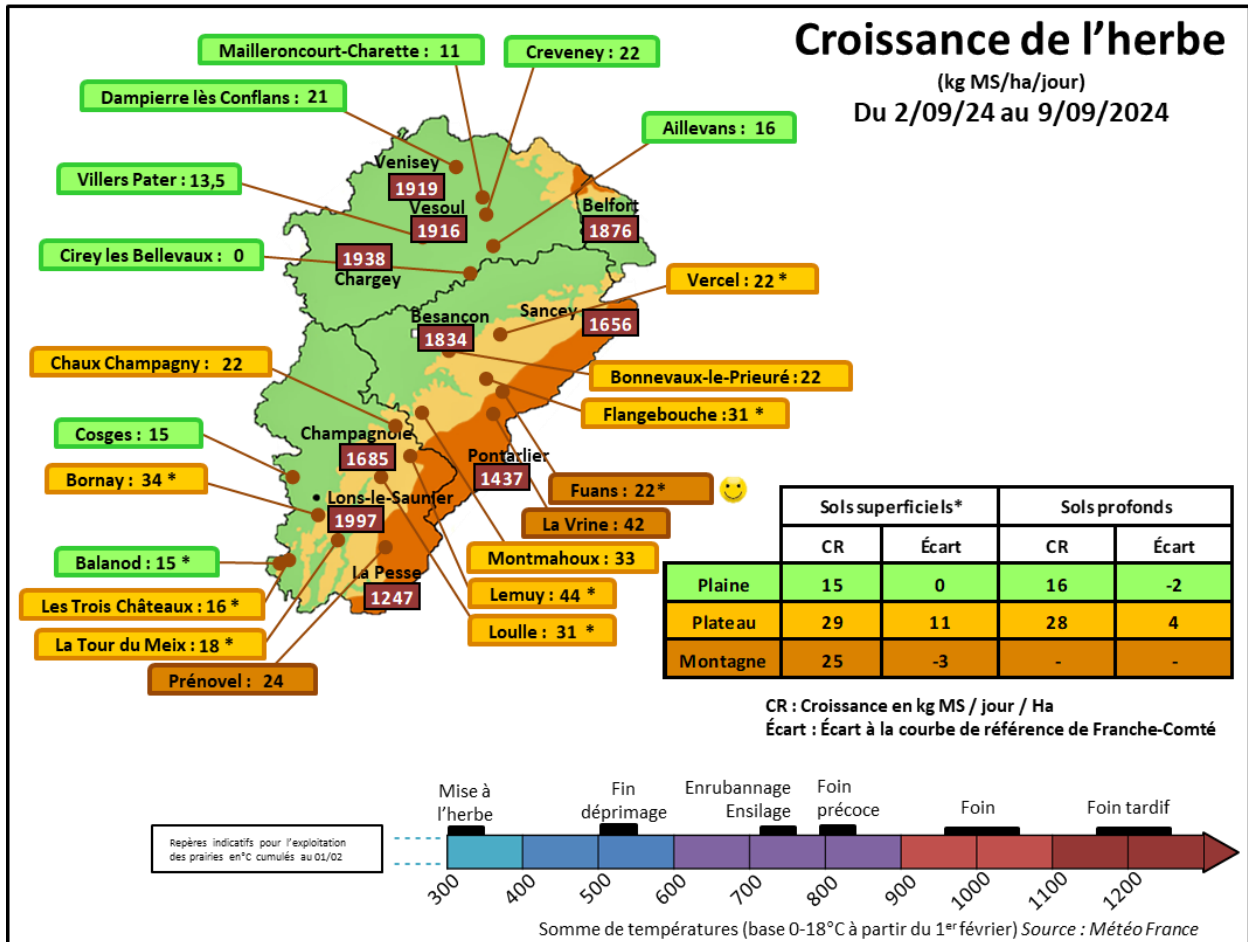 Croissance de l'herbe
(kg MS/ha/jour)
Du 2/09/24 au 9/09/2024
Mailleroncourt-Charette : 11
Creveney : 22
Dampierre lès Conflans : 21
Aillevans : 16
Villers Pater : 13,5
Cirey les Bellevaux : 0
Venisey
1919
Vesoul
1916
Belfort
1876
1938
Chargey
Vercel : 22 *
Besançon
1834
Sancey
1656
Chaux Champagny : 22
Bonnevaux-le-Prieuré : 22
Flangebouche : 31 *
Cosges : 15
Champagnole
1685
Pontarlier
1437
Bornay : 34 *
Lons-le-Saunier
1997
Fuans : 22 *
La Vrine : 42
Balanod : 15 *
Montmahoux : 33
La Pesse
1247
Les Trois Châteaux : 16 *
Lemuy : 44 *
La Tour du Meix : 18 *
Loulle : 31 *
Prénovel : 24
Sols superficiels* Sols profonds
CR Écart CR Écart
Plaine 15 0 16 -2
Plateau 29 11 28 4
Montagne 25 -3 - -
CR : Croissance en kg MS / jour / Ha
Écart : Écart à la courbe de référence de Franche-Comté
Repères indicatifs pour l'exploitation
des prairies en°C cumulés au 01/02
Mise à
l'herbe
Fin
déprimage
Enrubannage
Ensilage
Foin
précoce
Foin
Foin tardif
300 400 500 600 700 800 900 1000 1100 1200
Somme de températures (base 0-18°C à partir du 1er février) Source : Météo France